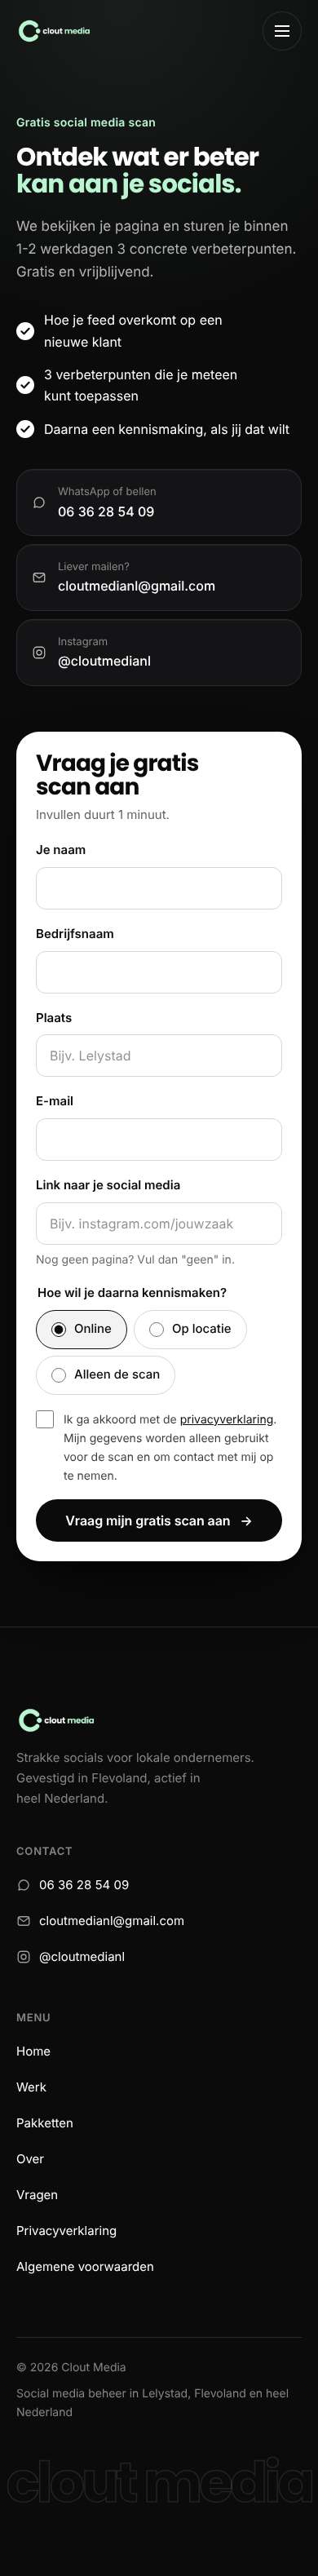 clout media
Gratis social media scan
Ontdek wat er beter
kan aan je socials.
We bekijken je pagina en sturen je binnen
1-2 werkdagen 3 concrete verbeterpunten.
Gratis en vrijblijvend.
Hoe je feed overkomt op een
nieuwe klant
3 verbeterpunten die je meteen
kunt toepassen
Daarna een kennismaking, als jij dat wilt
WhatsApp of bellen
06 36 28 54 09
Liever mailen?
cloutmedianl@gmail.com
Instagram
@cloutmedianl
Vraag je gratis
scan aan
Invullen duurt 1 minuut.
Je naam
Bedrijfsnaam
Plaats
Bijv. Lelystad
E-mail
Link naar je social media
Bijv. instagram.com/jouwzaak
Nog geen pagina? Vul dan "geen" in.
Hoe wil je daarna kennismaken?
Online
Op locatie
Alleen de scan
Ik ga akkoord met de privacyverklaring.
Mijn gegevens worden alleen gebruikt
voor de scan en om contact met mij op
te nemen.
Vraag mijn gratis scan aan →
clout media
Strakke socials voor lokale ondernemers.
Gevestigd in Flevoland, actief in
heel Nederland.
CONTACT
06 36 28 54 09
cloutmedianl@gmail.com
@cloutmedianl
MENU
Home
Werk
Pakketten
Over
Vragen
Privacyverklaring
Algemene voorwaarden
© 2026 Clout Media
Social media beheer in Lelystad, Flevoland en heel
Nederland
clout media